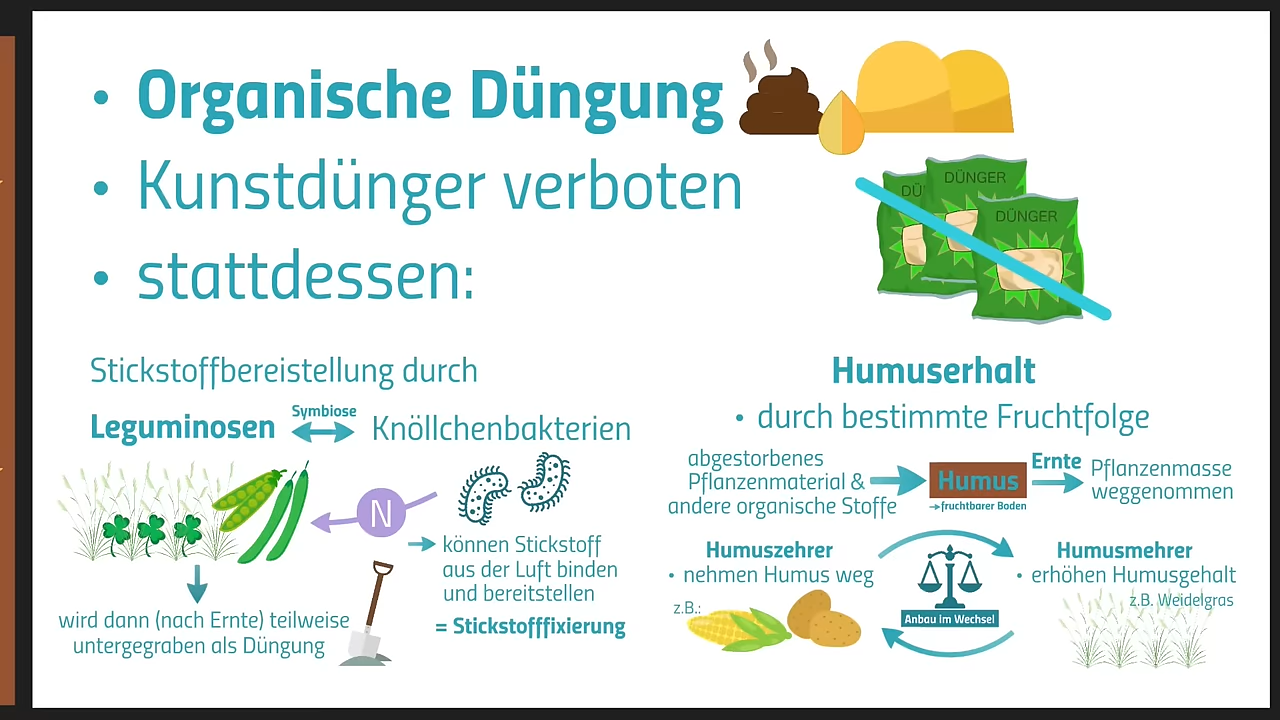 • Organische Düngung
• Kunstdünger verboten
• stattdessen:
DÜ
DÜNGER
DÜNGER
Stickstoffbereistellung durch
Leguminosen
Symbiose
Knöllchenbakterien
N
können Stickstoff
aus der Luft binden
und bereitstellen
= Stickstofffixierung
wird dann (nach Ernte) teilweise
untergegraben als Düngung
Humuserhalt
• durch bestimmte Fruchtfolge
abgestorbenes
Pflanzenmaterial &
andere organische Stoffe
Humus
fruchtbarer Boden
Ernte
Pflanzenmasse
weggenommen
Humuszehrer
• nehmen Humus weg
z.B.:
Anbau im Wechsel
Humusmehrer
• erhöhen Humusgehalt
z.B. Weidelgras